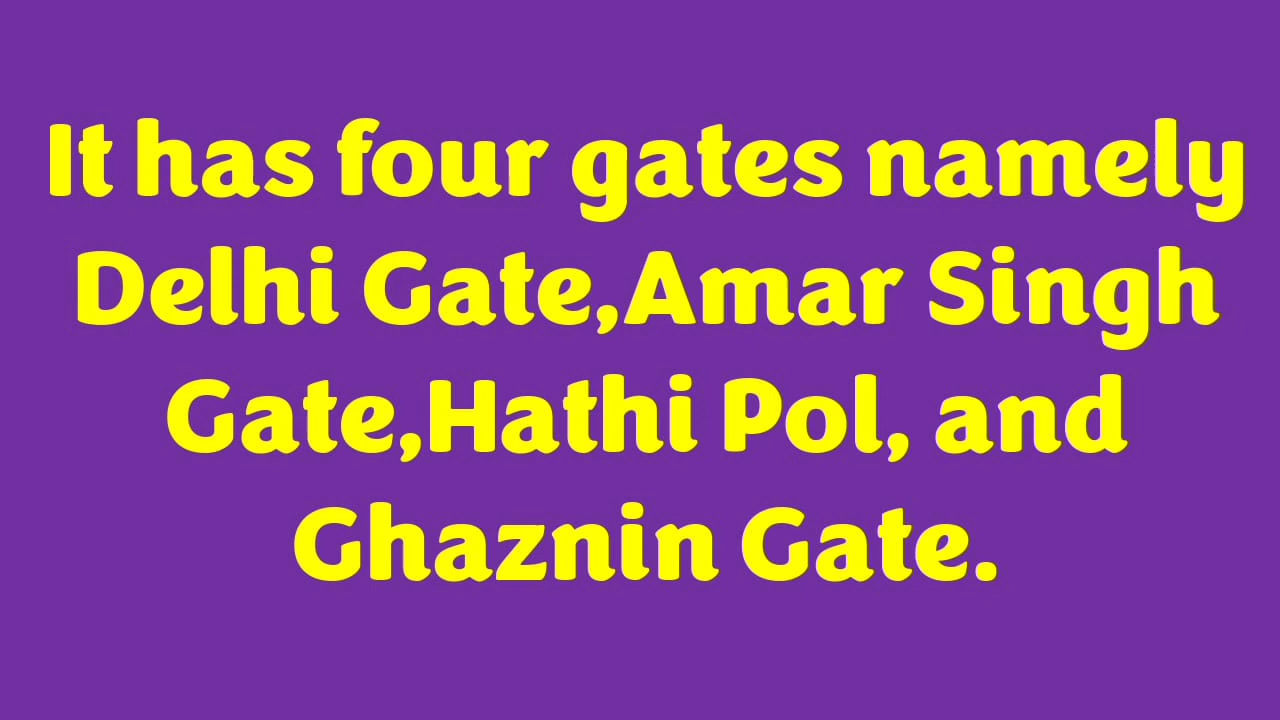 It has four gates namely
Delhi Gate,Amar Singh
Gate,Hathi Pol, and
Ghaznin Gate.